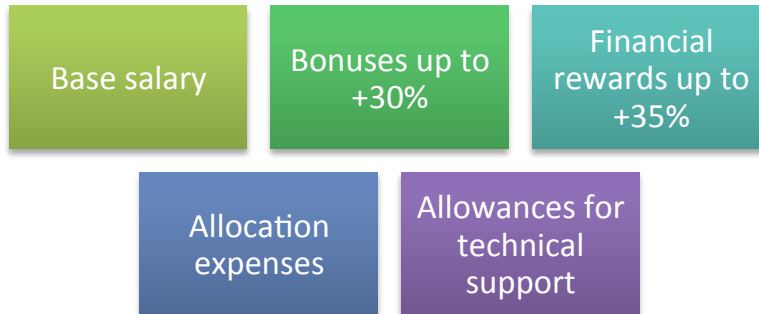 Base salary
Bonuses up to
+30%
Financial
rewards up to
+35%
Allocation
expenses
Allowances for
technical
support